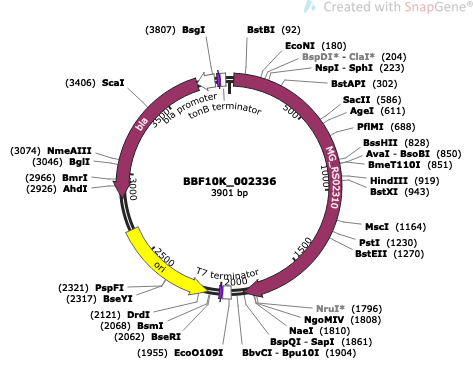 Created with SnapGene®
(3807) BsgI
BstBI (92)
EcoNI (180)
BspDI* - ClaI* (204)
NspI - SphI (223)
BstAPI (302)
SacII (586)
AgeI (611)
PflMI (688)
BssHII (828)
AvaI - BsoBI (850)
BmeT110I (851)
HindIII (919)
BstXI (943)
MscI (1164)
PstI (1230)
BstEII (1270)
NruI* (1796)
NgoMIV (1808)
NaeI (1810)
BspQI - SapI (1861)
BbvCI - Bpu10I (1904)
(1955) EcoO109I
(2062) BseRI
(2068) BsmI
(2121) DrdI
(2317) BseYI
(2321) PspFI
(2926) AhdI
(2966) BmrI
(3046) BglI
(3074) NmeAIII
(3406) ScaI
bla promoter
tonB terminator
bla
MG_RS02310
ori
T7 terminator
500
1000
1500
2000
2500
3000
3500
BBF10K_002336
3901 bp